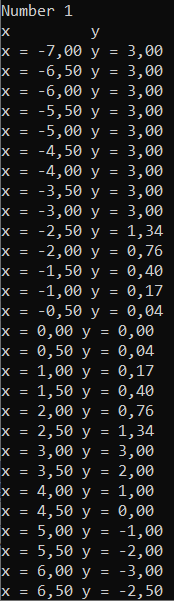 Number 1
x y
x = -7,00 y = 3,00
x = -6,50 y = 3,00
x = -6,00 y = 3,00
x = -5,50 y = 3,00
x = -5,00 y = 3,00
x = -4,50 y = 3,00
x = -4,00 y = 3,00
x = -3,50 y = 3,00
x = -3,00 y = 3,00
x = -2,50 y = 1,34
x = -2,00 y = 0,76
x = -1,50 y = 0,40
x = -1,00 y = 0,17
x = -0,50 y = 0,04
x = 0,00 y = 0,00
x = 0,50 y = 0,04
x = 1,00 y = 0,17
x = 1,50 y = 0,40
x = 2,00 y = 0,76
x = 2,50 y = 1,34
x = 3,00 y = 3,00
x = 3,50 y = 2,00
x = 4,00 y = 1,00
x = 4,50 y = 0,00
x = 5,00 y = -1,00
x = 5,50 y = -2,00
x = 6,00 y = -3,00
x = 6,50 y = -2,50